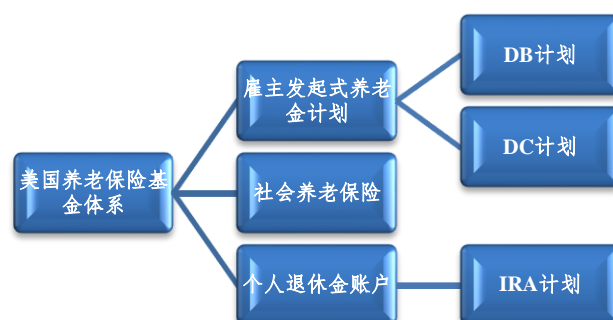 美国养老保险基
金体系
雇主发起式养老
金计划
DB计划
DC计划
社会养老保险
个人退休金账户
IRA计划